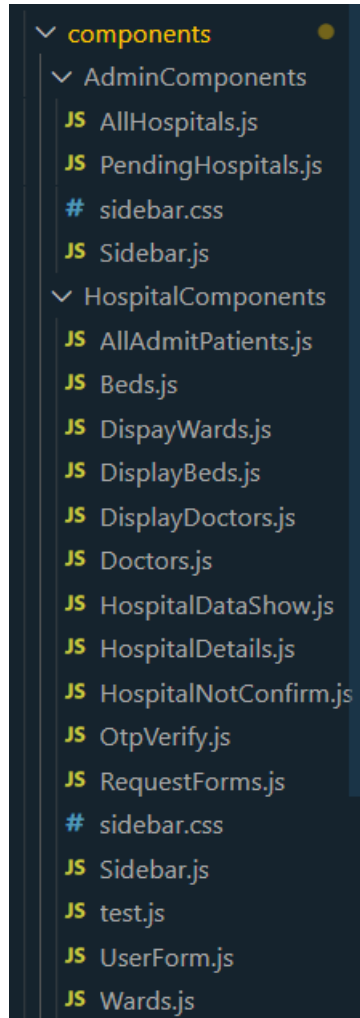 components
AdminComponents
JS AllHospitals.js
JS PendingHospitals.js
# sidebar.css
JS Sidebar.js
HospitalComponents
JS AllAdmitPatients.js
JS Beds.js
JS DispayWards.js
JS DisplayBeds.js
JS DisplayDoctors.js
JS Doctors.js
JS HospitalDataShow.js
JS HospitalDetails.js
JS HospitalNotConfirm.js
JS OtpVerify.js
JS RequestForms.js
# sidebar.css
JS Sidebar.js
JS test.js
JS UserForm.js
JS Wards.js